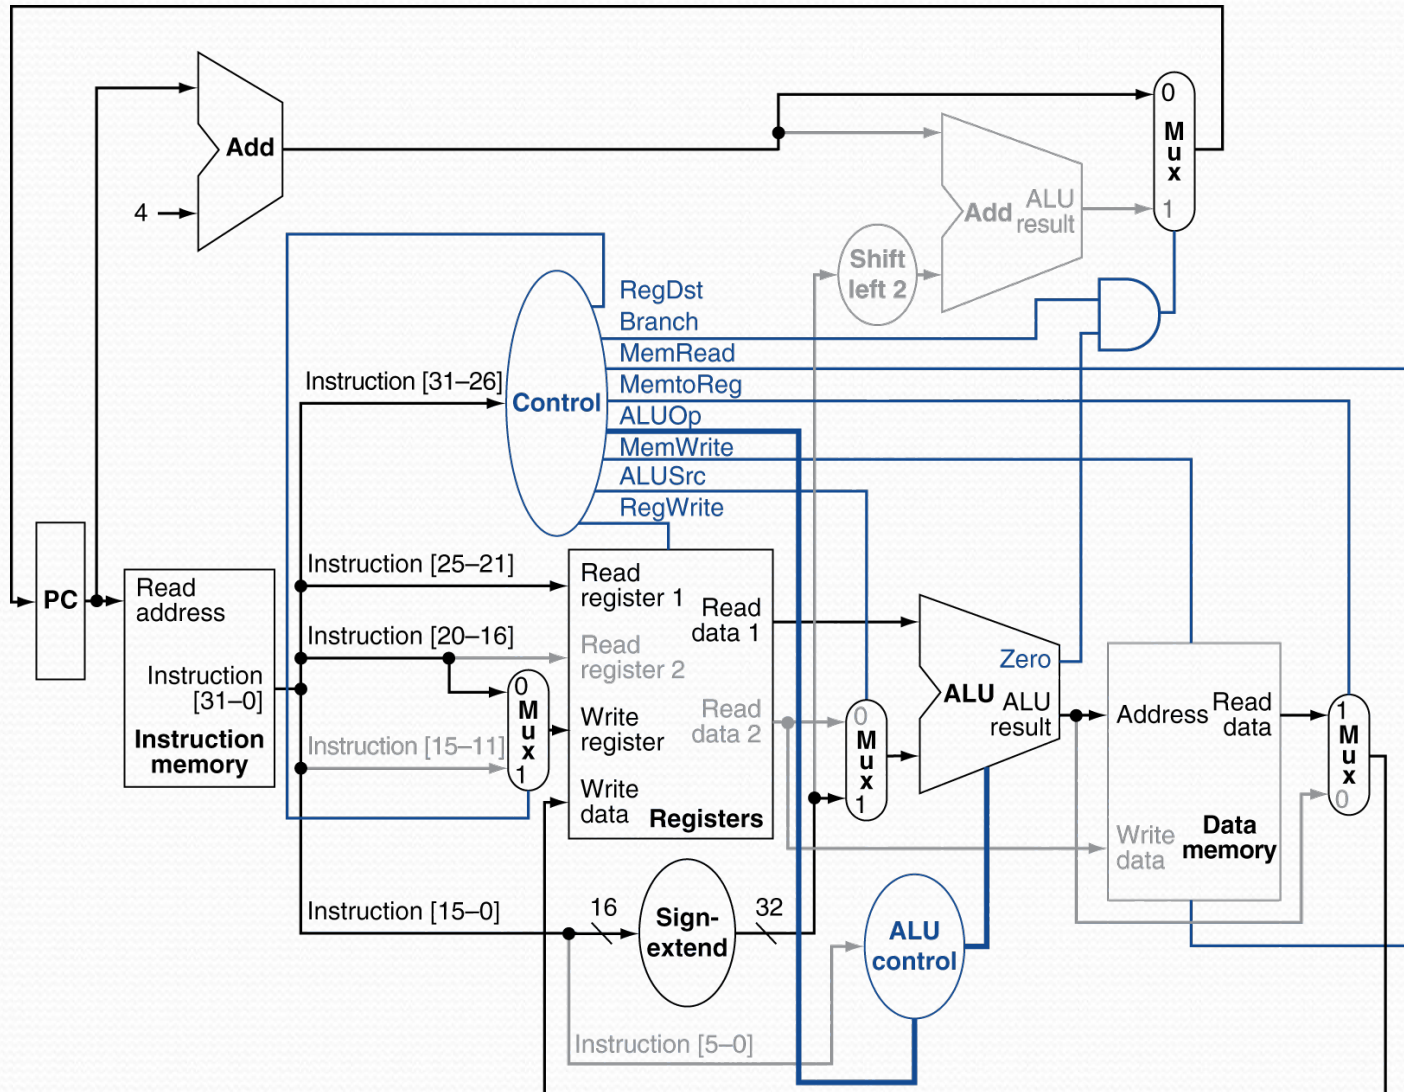 0
M
u
x
1
Add
4
Add
ALU
result
Shift
left 2
RegDst
Branch
MemRead
MemtoReg
ALUOp
MemWrite
ALUSrc
RegWrite
Instruction [31–26]
Control
PC
Read
address
Instruction
[31–0]
Instruction
memory
Instruction [25–21]
Instruction [20–16]
Instruction [15–11]
0
M
u
x
1
Read
register 1
Read
register 2
Write
register
Write
data
Read
data 1
Read
data 2
Registers
0
M
u
x
1
Zero
ALU
ALU
result
Address
Read
data
Write
data
Data
memory
1
M
u
x
0
Instruction [15–0]
16
Sign-
extend
32
ALU
control
Instruction [5–0]